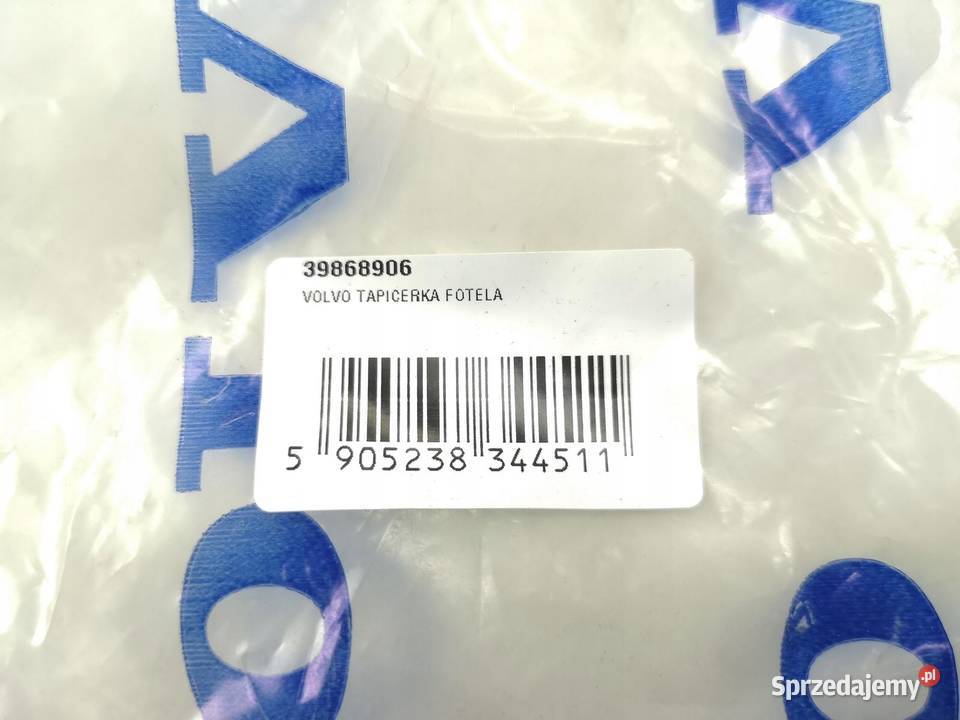 39868906
VOLVO TAPICERKA FOTELA
5 905238 344511
Sprzedajemy.pl